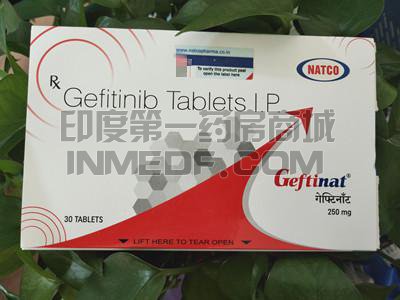 www.natcopharma.co.in
To verify this product peel
open the label here
NATCO
Rx
Gefitinib Tablets I.P.
印度第一药房商城
INMEDR.COM
Geftinat®
गेफ्टिनॅट
250 mg
30 TABLETS
LIFT HERE TO TEAR OPEN